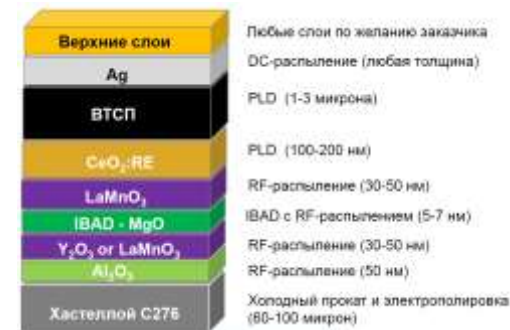 Верхние слои
Любые слои по желанию заказчика
Ag
DC-распыление (любая толщина)
ВТСП
PLD (1-3 микрона)
CeO₂:RE
PLD (100-200 нм)
LaMnO₃
RF-распыление (30-50 нм)
IBAD - MgO
IBAD с RF-распылением (5-7 нм)
Y₂O₃ or LaMnO₃
RF-распыление (30-50 нм)
Al₂O₃
RF-распыление (50 нм)
Хастеллой C276
Холодный прокат и электрополировка
(60-100 микрон)